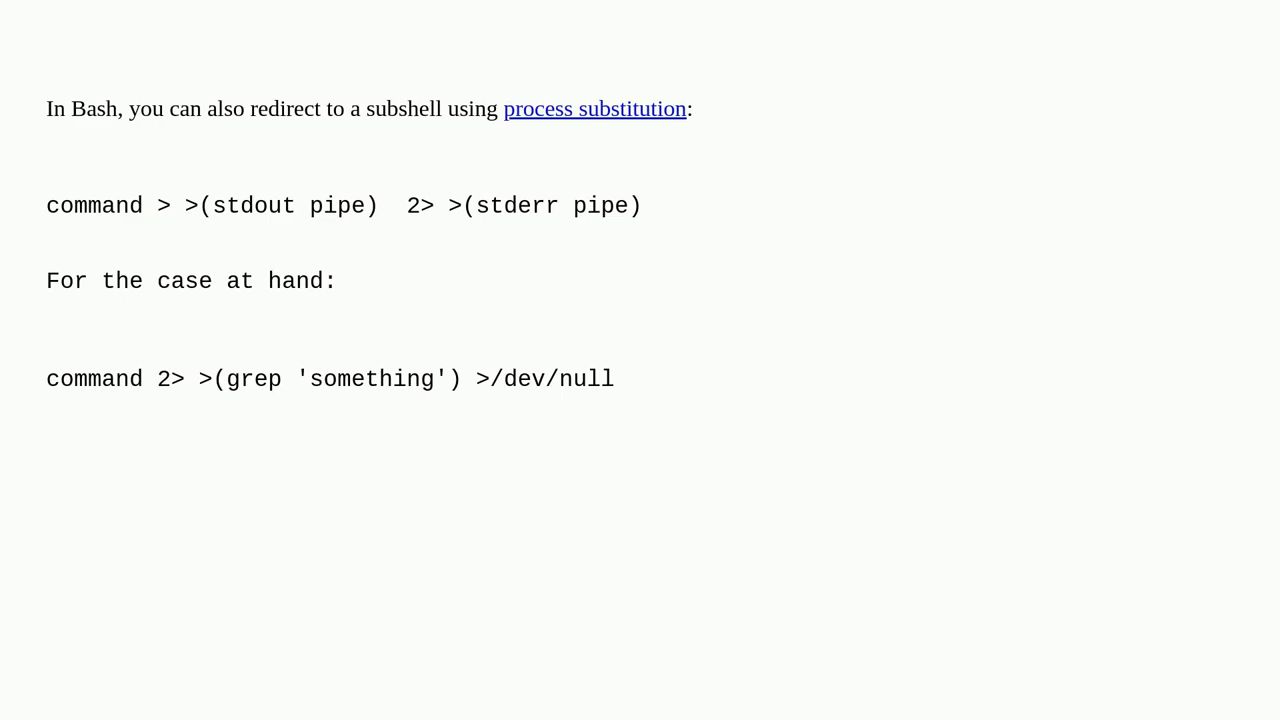 In Bash, you can also redirect to a subshell using process substitution:
command > >(stdout pipe)  2> >(stderr pipe)
For the case at hand:
command 2> >(grep 'something') >/dev/null